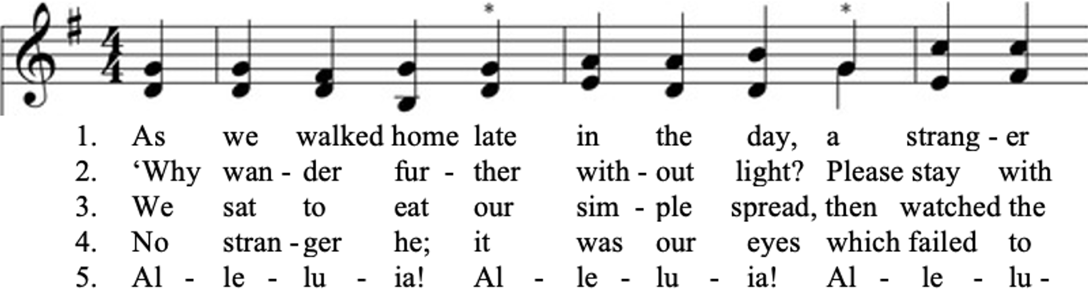 * *
4
4
1. As we walked home late in the day, a strang - er
2. ‘Why wan - der fur - ther with - out light? Please stay with
3. We sat to eat our sim - ple spread, then watched the
4. No stran - ger he; it was our eyes which failed to
5. Al - le - lu - ia! Al - le - lu - ia! Al - le - lu -